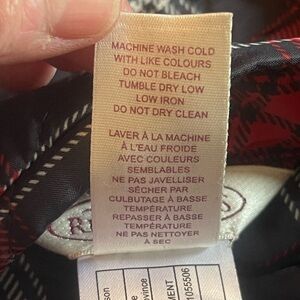 MACHINE WASH COLD
WITH LIKE COLOURS
DO NOT BLEACH
TUMBLE DRY LOW
LOW IRON
DO NOT DRY CLEAN
LAVER À LA MACHINE
À L'EAU FROIDE
AVEC COULEURS
SEMBLABLES
NE PAS JAVELLISER
SÉCHER PAR
CULBUTAGE À BASSE
TEMPÉRATURE
REPASSER À BASSE
TEMPÉRATURE
NE PAS NETTOYER
À SEC